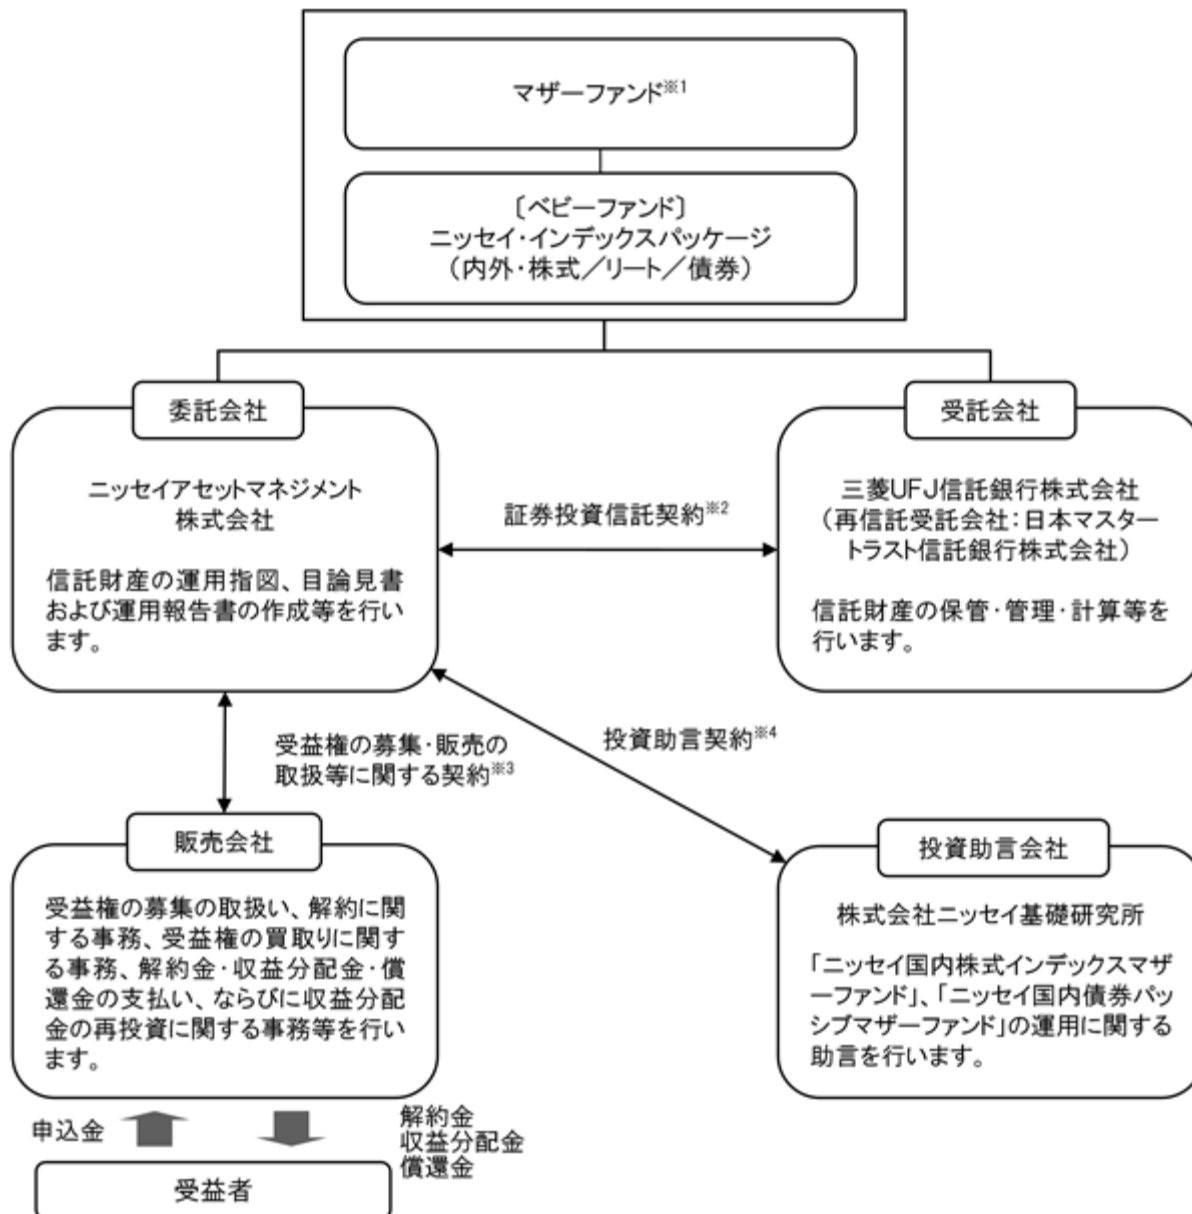 マザーファンド※1
〔ベビーファンド〕
ニッセイ・インデックスパッケージ
(内外・株式/リート/債券)
委託会社
ニッセイアセットマネジメント
株式会社
信託財産の運用指図、目論見書
および運用報告書の作成等を行い
ます。
証券投資信託契約※2
受託会社
三菱UFJ信託銀行株式会社
(再信託受託会社:日本マスター
トラスト信託銀行株式会社)
信託財産の保管・管理・計算等を
行います。
受益権の募集・販売の
取扱等に関する契約※3
投資助言契約※4
販売会社
受益権の募集の取扱い、解約に関
する事務、受益権の買取りに関す
る事務、解約金・収益分配金・償
還金の支払い、ならびに収益分配
金の再投資に関する事務等を行い
ます。
投資助言会社
株式会社ニッセイ基礎研究所
「ニッセイ国内株式インデックスマザ
ーファンド」、「ニッセイ国内債券パッ
シブマザーファンド」の運用に関する
助言を行います。
申込金
解約金
収益分配金
償還金
受益者